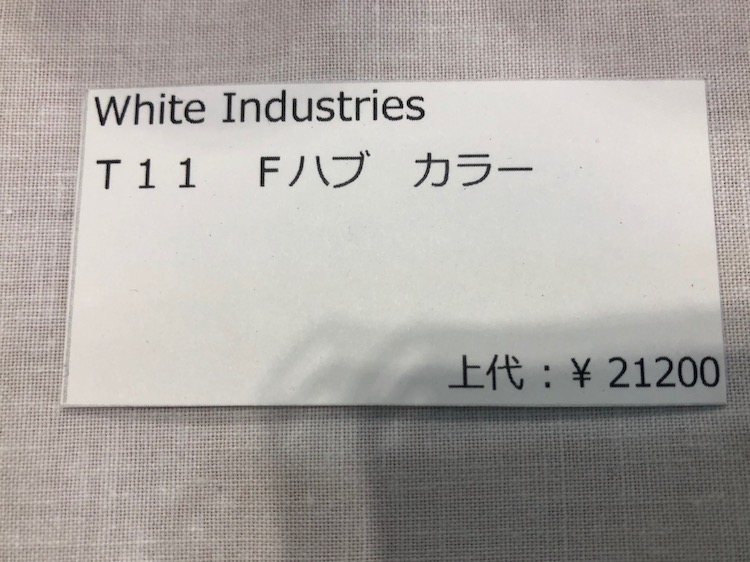 White Industries
Ｔ１１　Ｆハブ　カラー
上代：¥ 21200